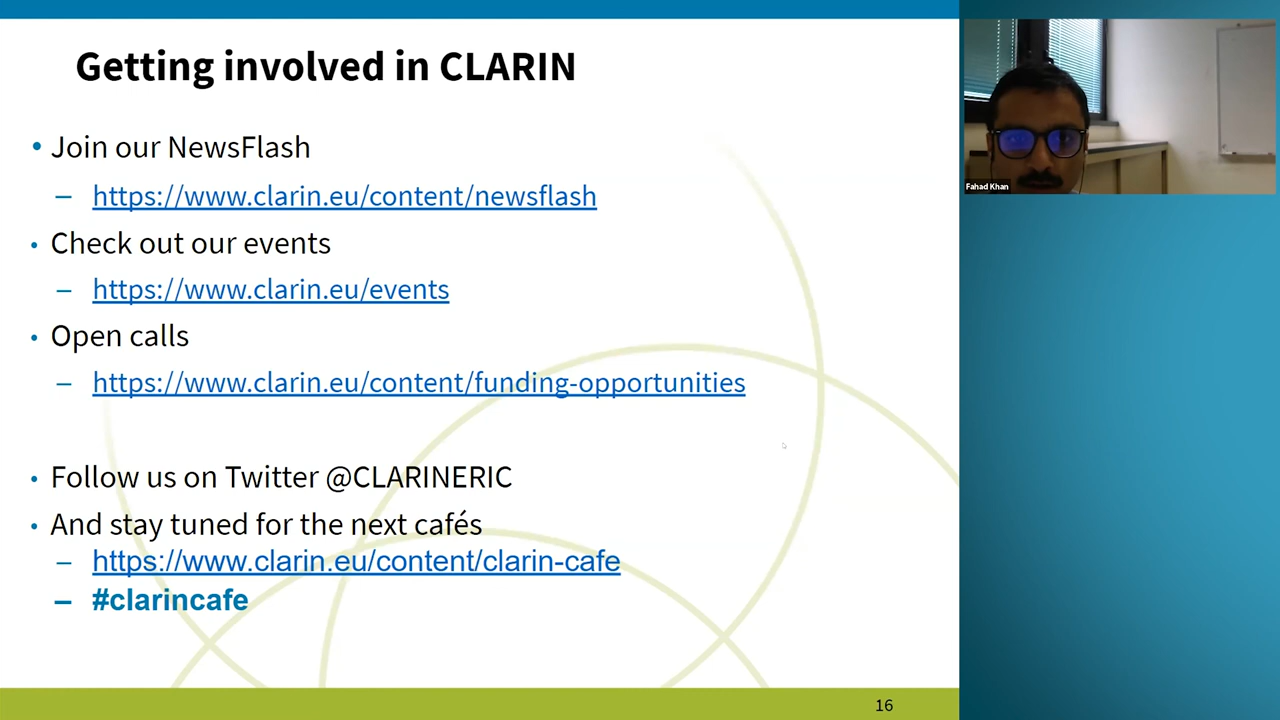 Getting involved in CLARIN
• Join our NewsFlash
– https://www.clarin.eu/content/newsflash
• Check out our events
– https://www.clarin.eu/events
• Open calls
– https://www.clarin.eu/content/funding-opportunities
• Follow us on Twitter @CLARINERIC
• And stay tuned for the next cafés
– https://www.clarin.eu/content/clarin-cafe
– #clarincafe
16
Fahad Khan